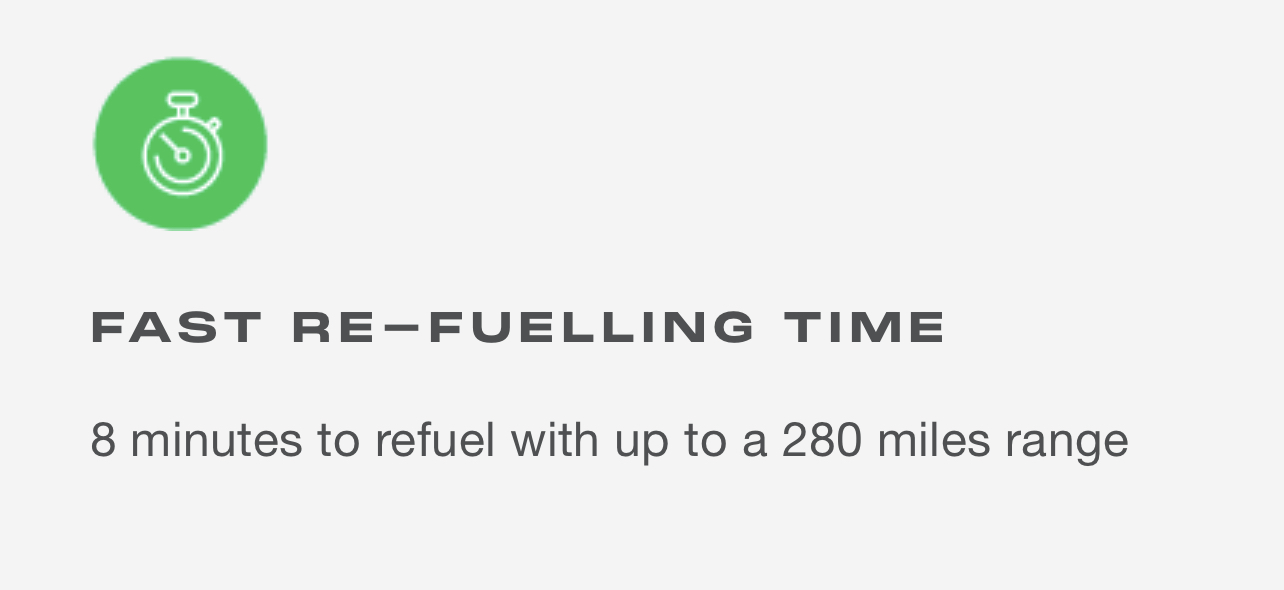 FAST RE–FUELLING TIME
8 minutes to refuel with up to a 280 miles range